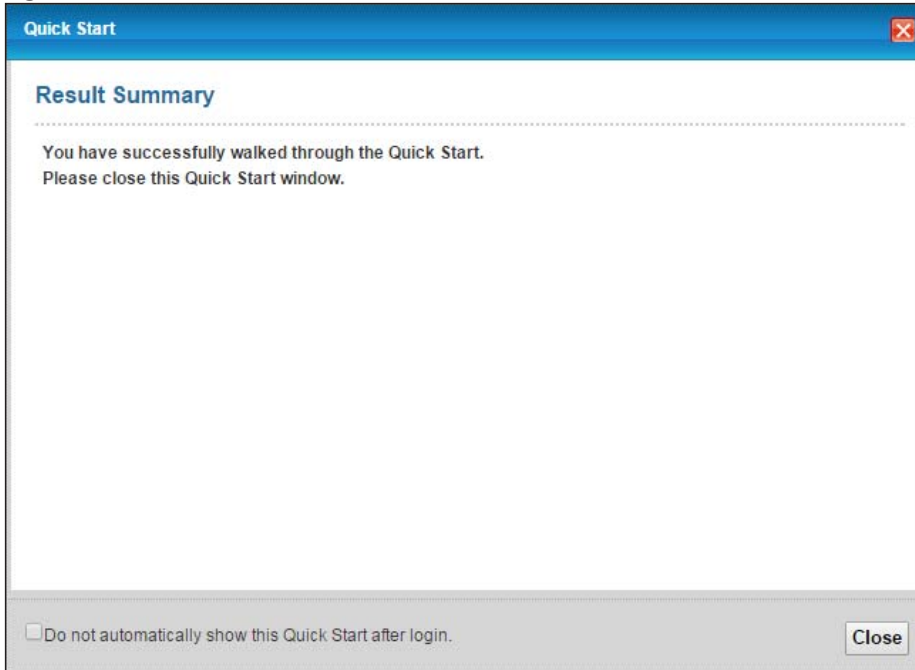 Quick Start
Result Summary
You have successfully walked through the Quick Start.
Please close this Quick Start window.
Do not automatically show this Quick Start after login.
Close